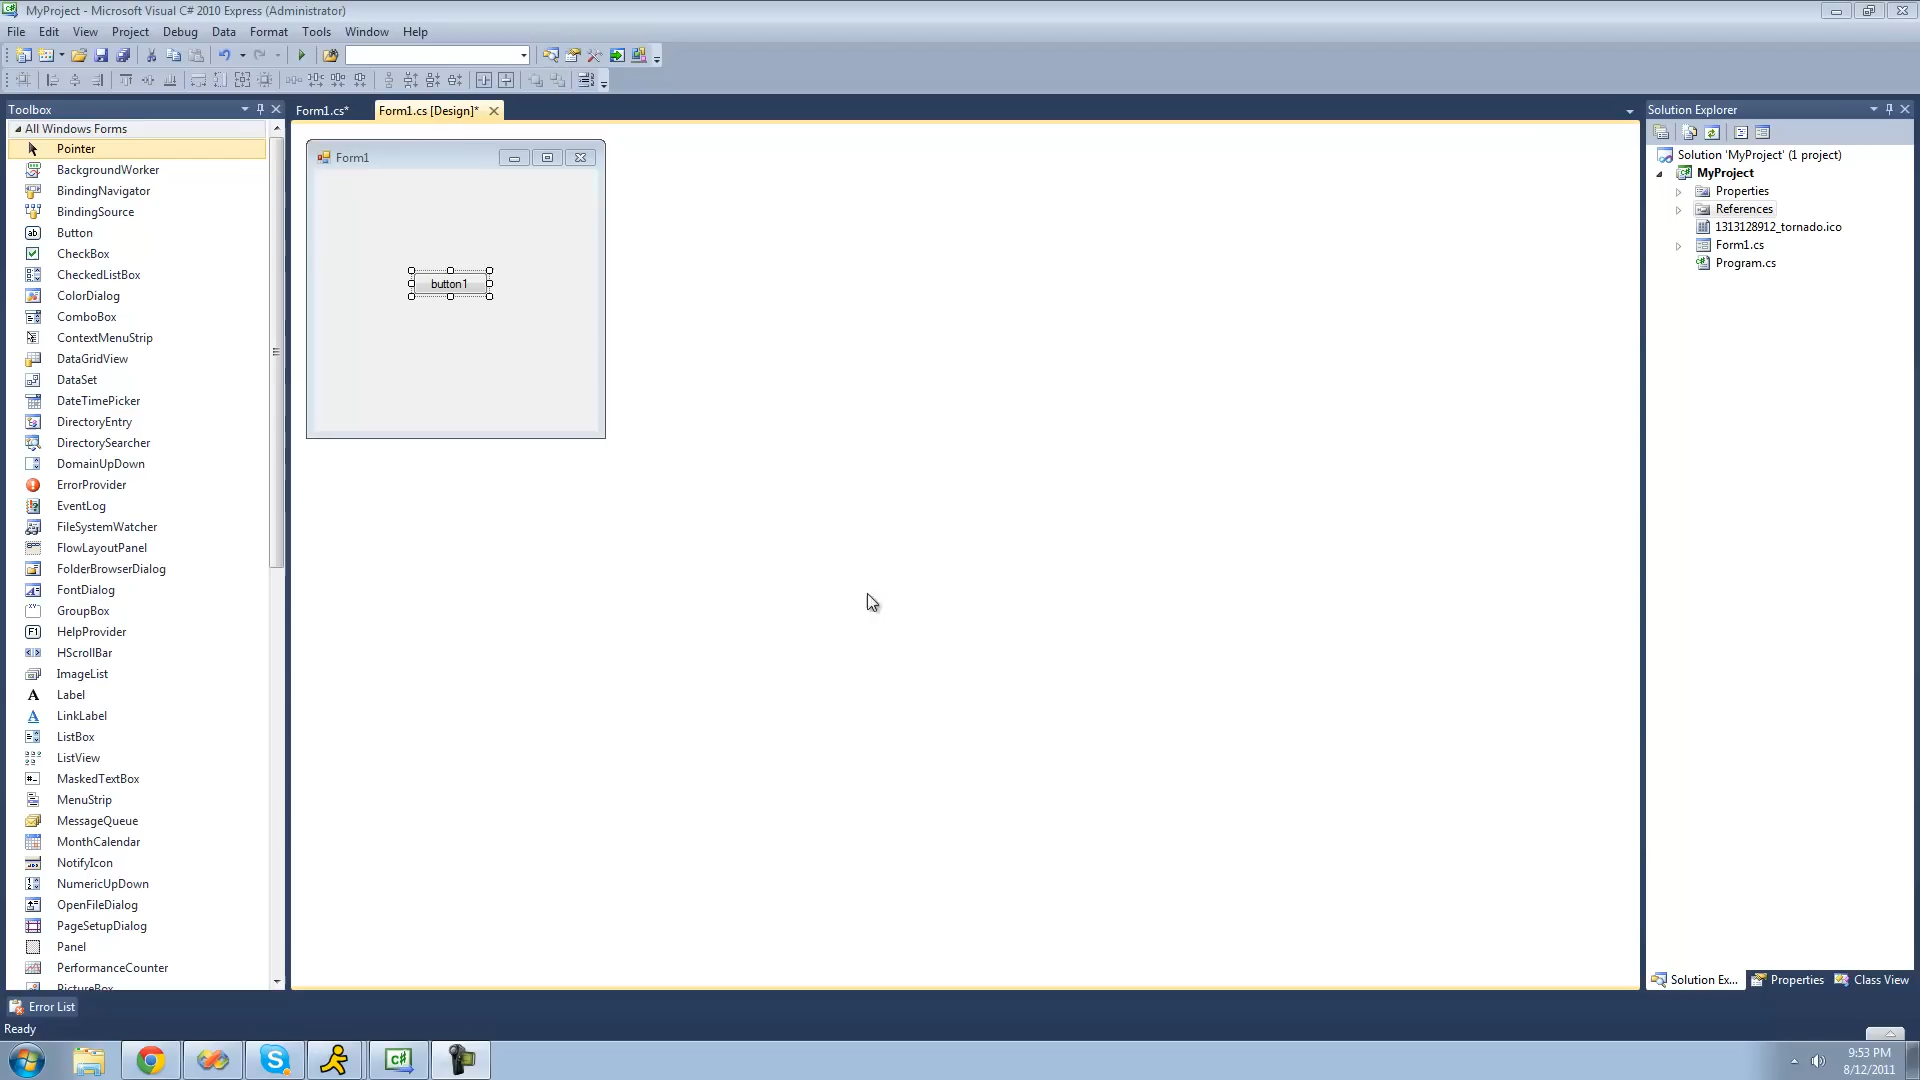 MyProject - Microsoft Visual C# 2010 Express (Administrator)
File Edit View Project Debug Data Format Tools Window Help
Toolbox
All Windows Forms
Pointer
BackgroundWorker
BindingNavigator
BindingSource
Button
CheckBox
CheckedListBox
ColorDialog
ComboBox
ContextMenuStrip
DataGridView
DataSet
DateTimePicker
DirectoryEntry
DirectorySearcher
DomainUpDown
ErrorProvider
EventLog
FileSystemWatcher
FlowLayoutPanel
FolderBrowserDialog
FontDialog
GroupBox
HelpProvider
HScrollBar
ImageList
Label
LinkLabel
ListBox
ListView
MaskedTextBox
MenuStrip
MessageQueue
MonthCalendar
NotifyIcon
NumericUpDown
OpenFileDialog
PageSetupDialog
Panel
PerformanceCounter
PictureBox
Form1.cs* Form1.cs [Design]*
Form1
button1
Solution Explorer
Solution 'MyProject' (1 project)
MyProject
Properties
References
1313128912_tornado.ico
Form1.cs
Program.cs
Solution Ex... Properties Class View
Error List
Ready
9:53 PM
8/12/2011